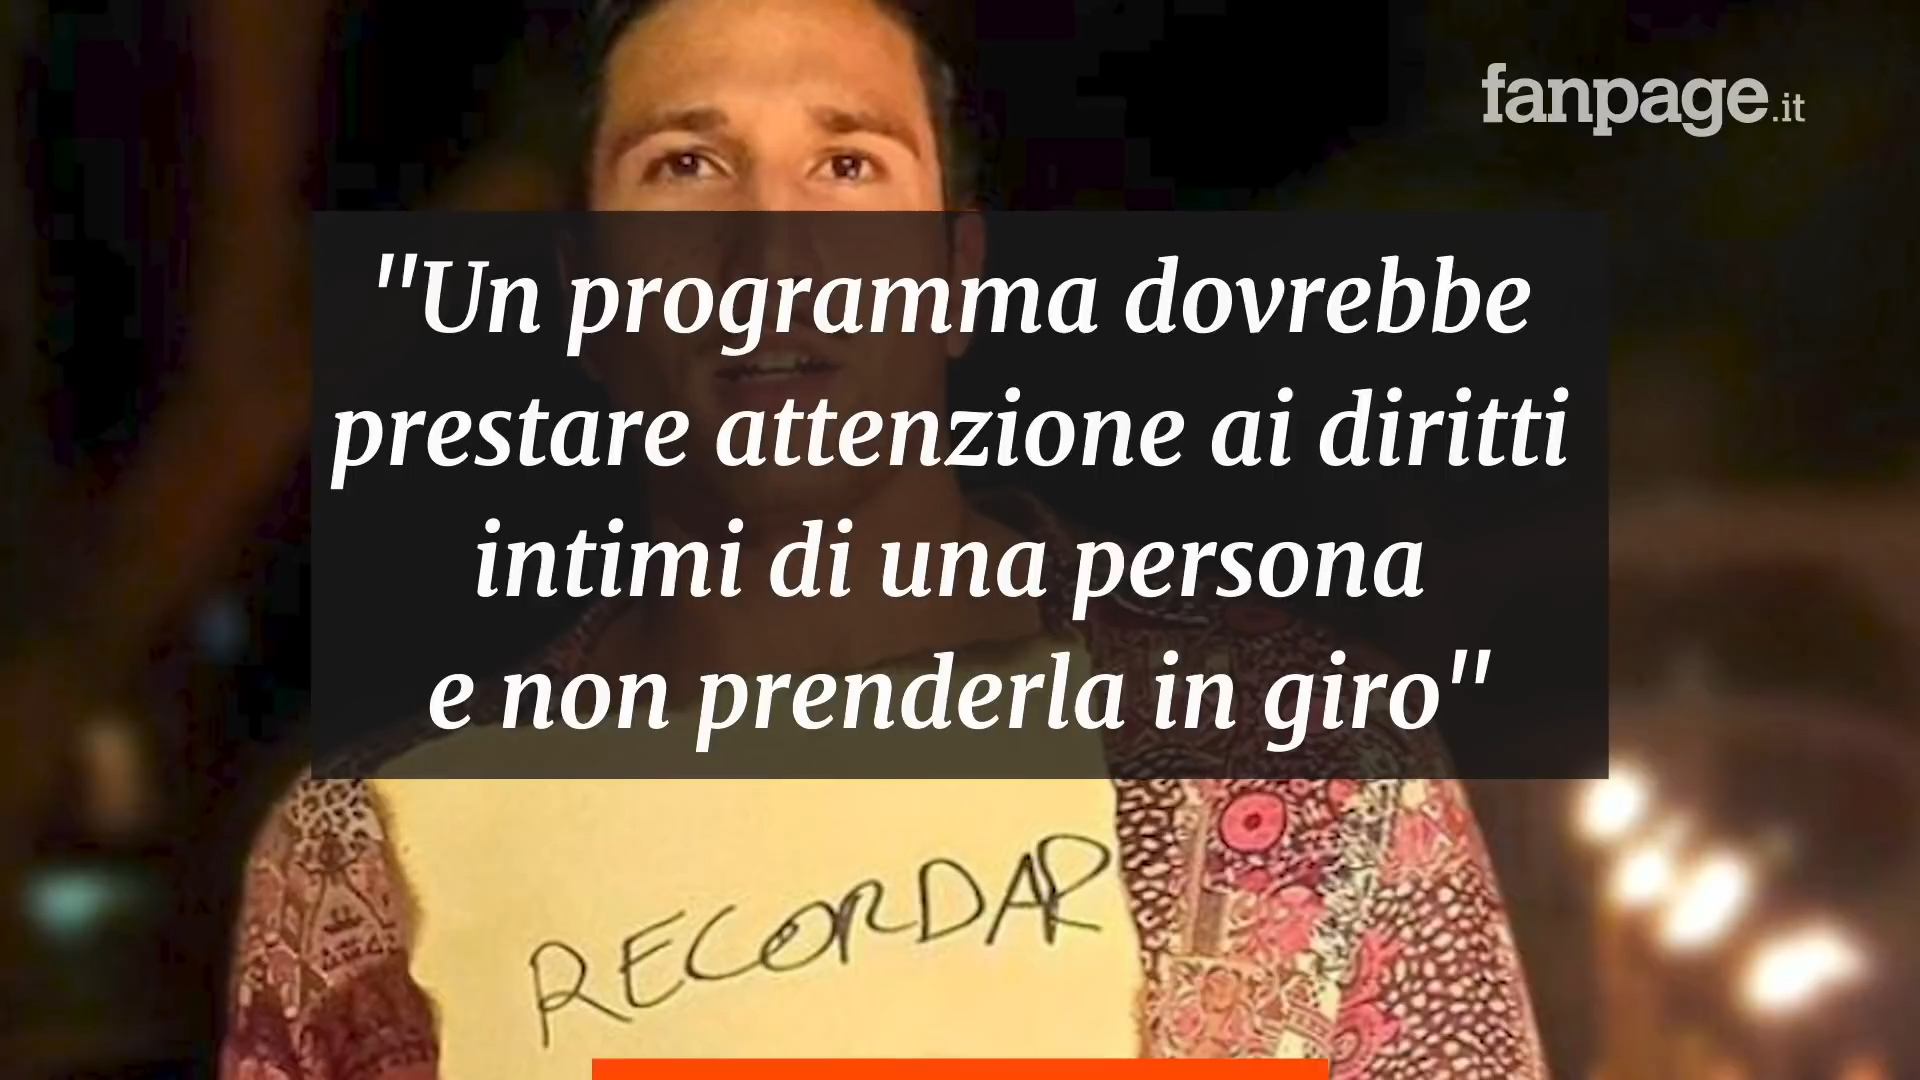 fanpage.it
"Un programma dovrebbe
prestare attenzione ai diritti
intimi di una persona
e non prenderla in giro"
RECORDAR